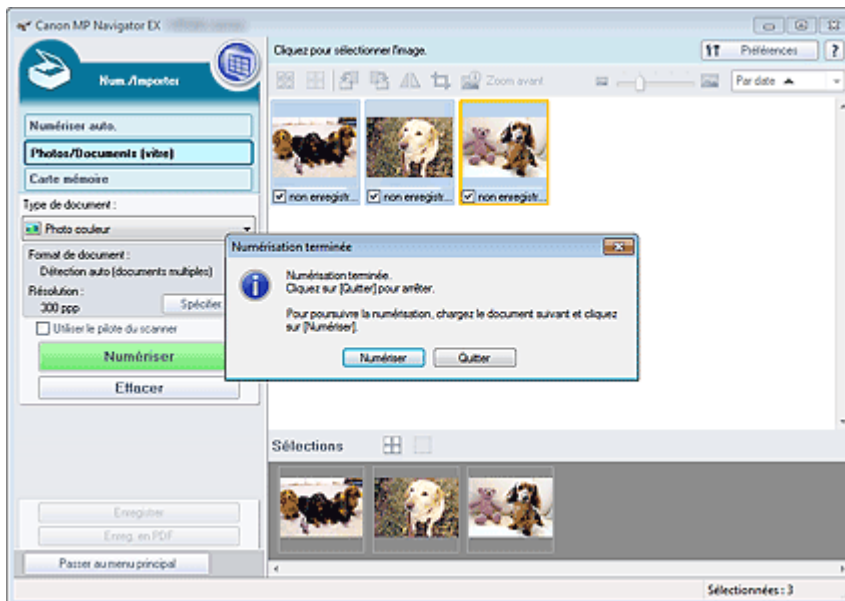 Canon MP Navigator EX
Num./Importer
Numériser auto.
Photos/Documents (vitre)
Carte mémoire
Type de document :
Photo couleur
Format de document :
Détection auto (documents multiples)
Résolution :
300 ppp
Spécifier
Utiliser le pilote du scanner
Numériser
Effacer
Enregistrer
Enreg. en PDF
Passer au menu principal
Cliquez pour sélectionner l'image.
Préférences
?
Zoom avant
Par date
non enregistr...
non enregistr...
non enregistr...
Numérisation terminée
Numérisation terminée.
Cliquez sur [Quitter] pour arrêter.
Pour poursuivre la numérisation, chargez le document suivant et cliquez
sur [Numériser].
Numériser
Quitter
Sélections
Sélectionnées : 3